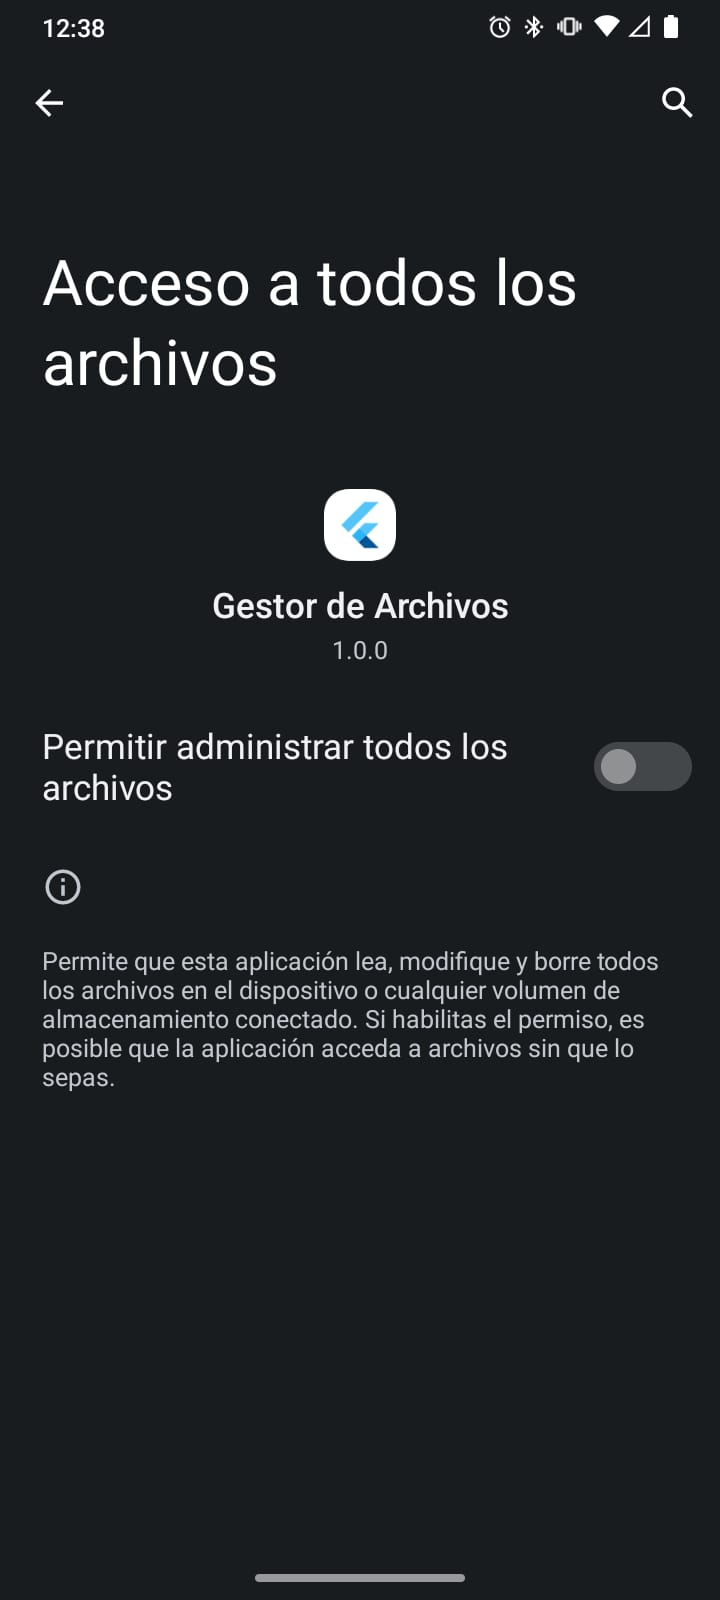 12:38
Acceso a todos los
archivos
Gestor de Archivos
1.0.0
Permitir administrar todos los
archivos
Permite que esta aplicación lea, modifique y borre todos
los archivos en el dispositivo o cualquier volumen de
almacenamiento conectado. Si habilitas el permiso, es
posible que la aplicación acceda a archivos sin que lo
sepas.